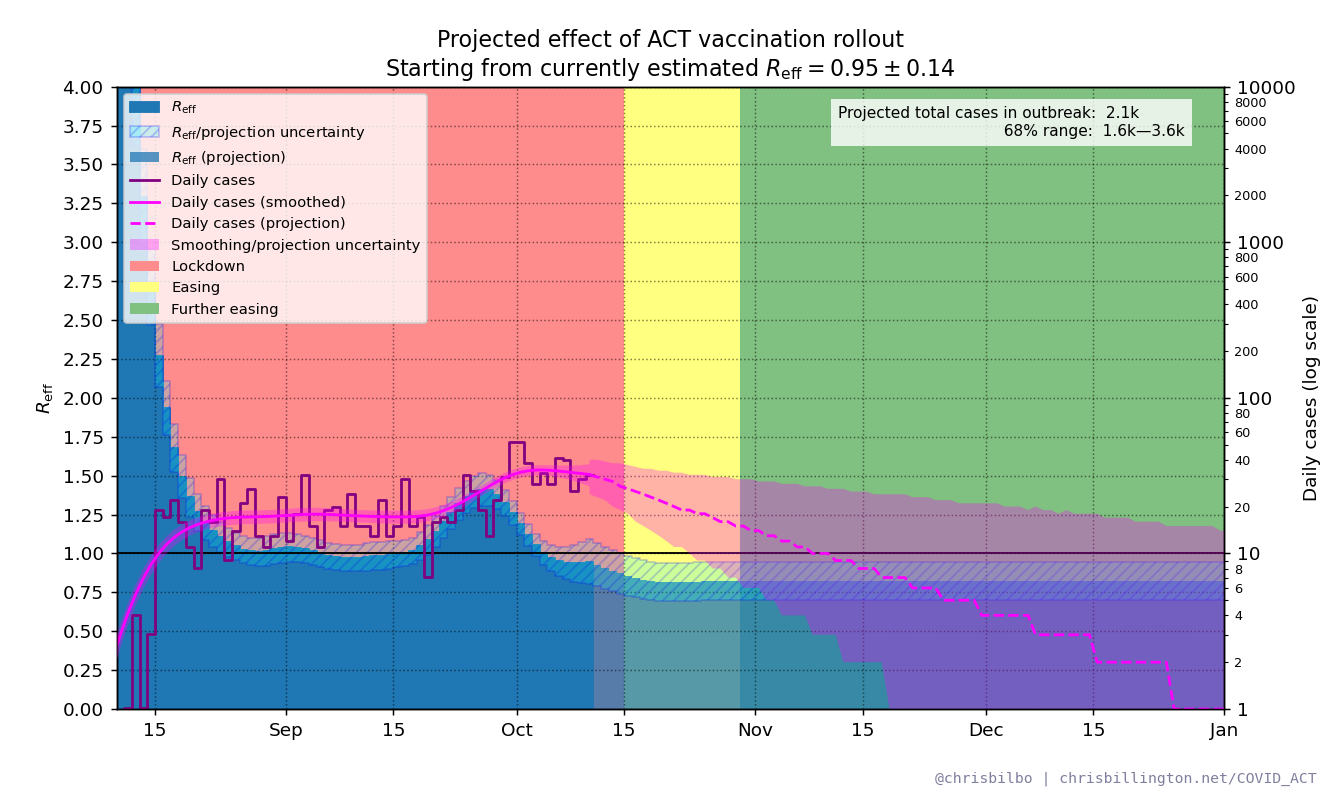 Projected effect of ACT vaccination rollout
Starting from currently estimated R_eff = 0.95 ± 0.14
4.00
3.75
3.50
3.25
3.00
2.75
2.50
2.25
2.00
1.75
1.50
1.25
1.00
0.75
0.50
0.25
0.00
R_eff
R_eff
R_eff/projection uncertainty
R_eff (projection)
Daily cases
Daily cases (smoothed)
Daily cases (projection)
Smoothing/projection uncertainty
Lockdown
Easing
Further easing
Projected total cases in outbreak: 2.1k
68% range: 1.6k—3.6k
10000
8000
6000
4000
2000
1000
800
600
400
200
100
80
60
40
20
10
8
6
4
2
1
Daily cases (log scale)
15 Sep 15 Oct 15 Nov 15 Dec 15 Jan
@chrisbilbo | chrisbillington.net/COVID_ACT